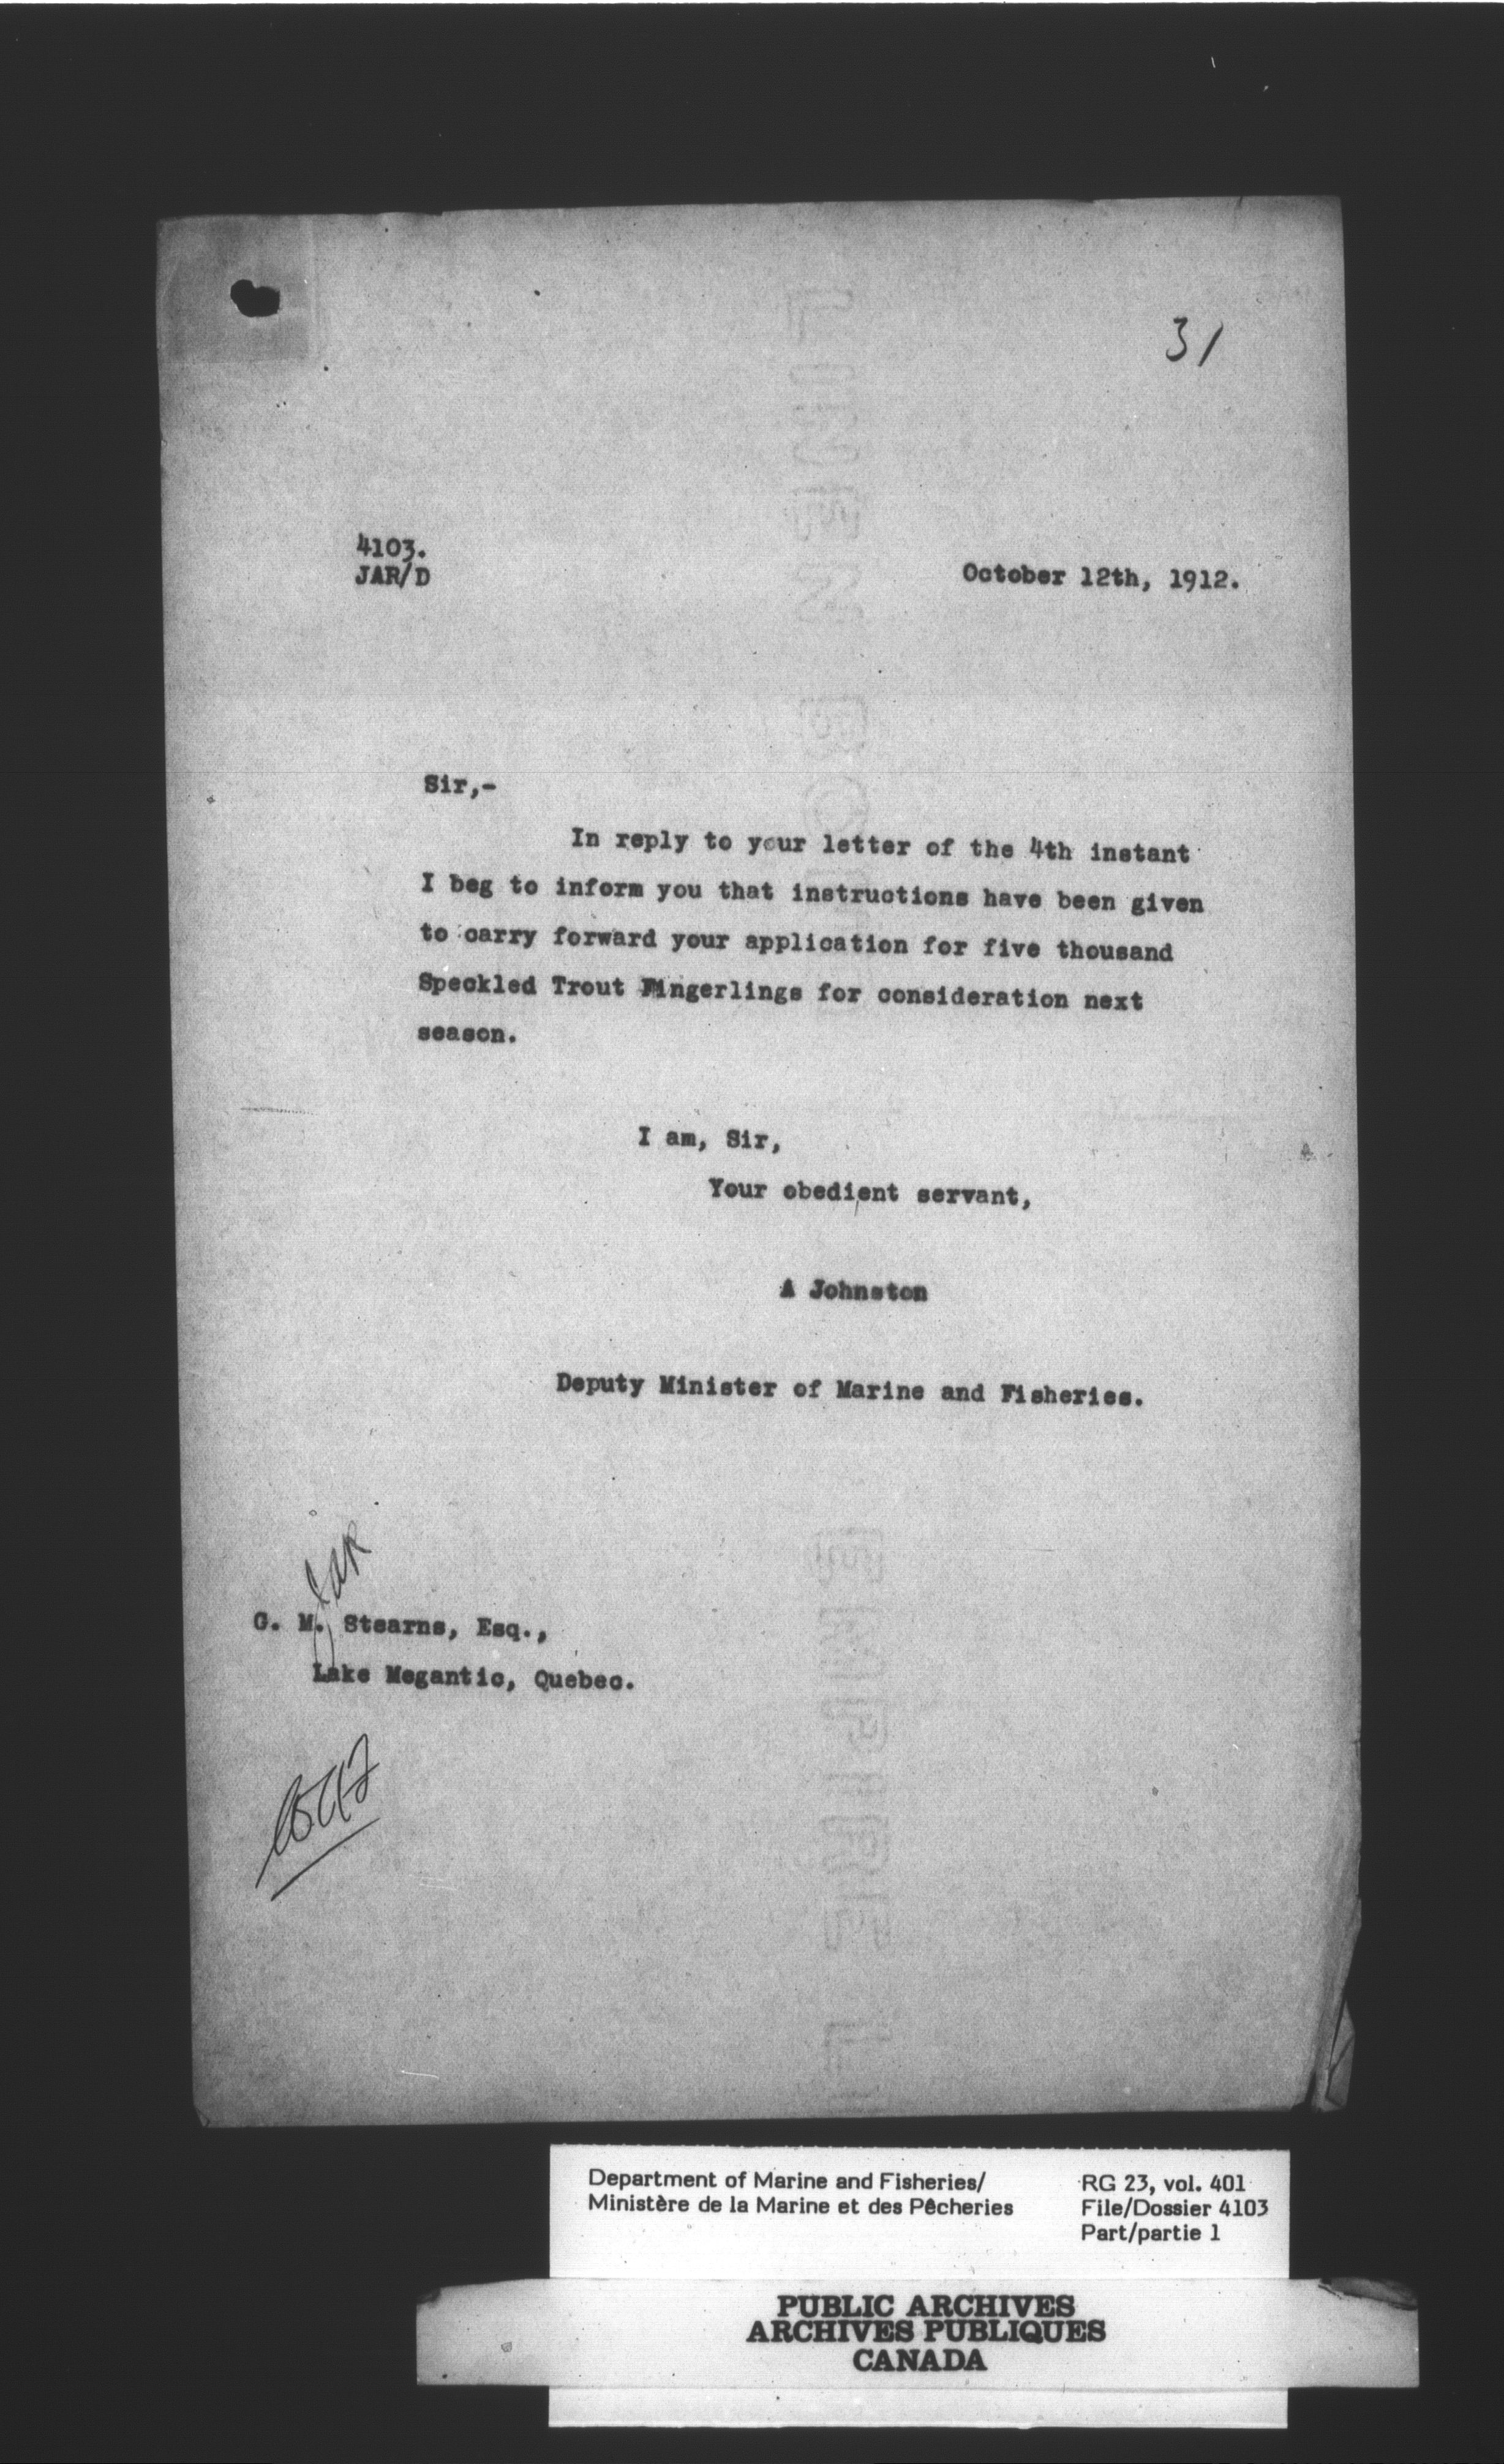 31
4103.
JAR/D
October 12th, 1912.
Sir,-
In reply to your letter of the 4th instant
I beg to inform you that instructions have been given
to carry forward your application for five thousand
Speckled Trout Fingerlings for consideration next
season.
I am, Sir,
Your obedient servant,
A Johnston
Deputy Minister of Marine and Fisheries.
JAR
G. M. Stearns, Esq.,
Lake Megantic, Quebec.
Department of Marine and Fisheries/
Ministère de la Marine et des Pêcheries
RG 23, vol. 401
File/Dossier 4103
Part/partie 1
PUBLIC ARCHIVES
ARCHIVES PUBLIQUES
CANADA